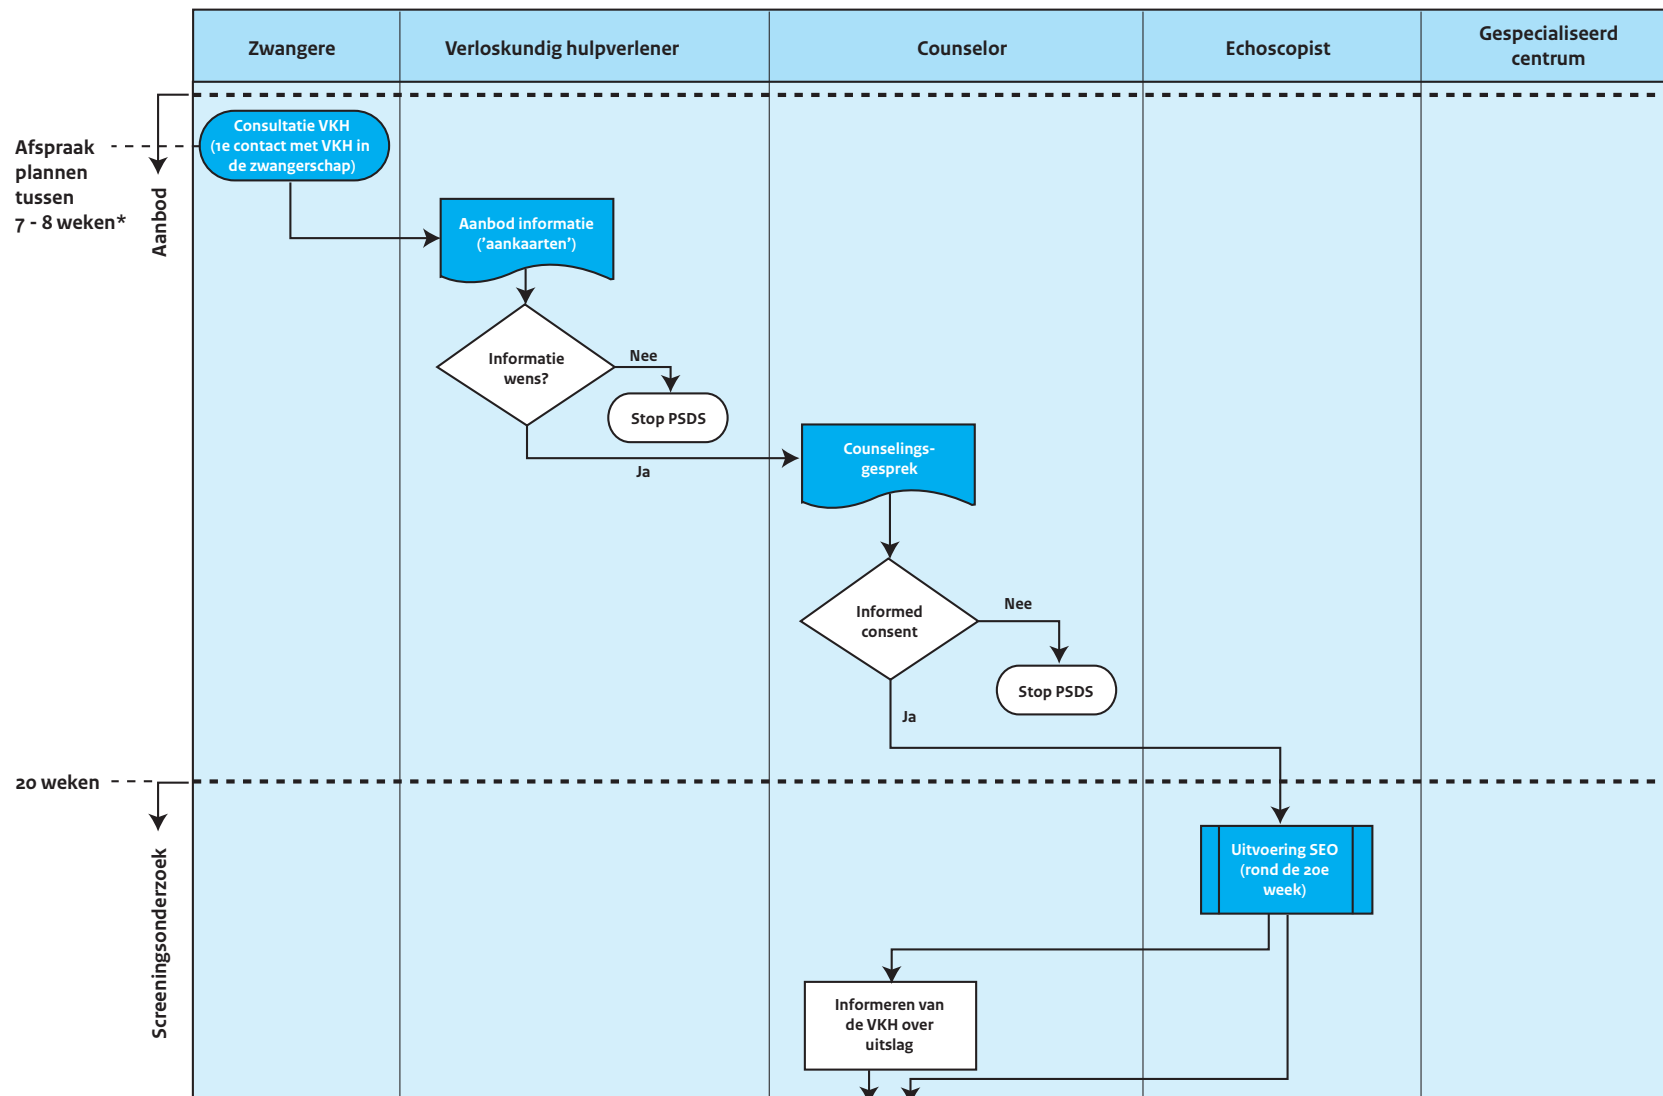 Zwangere
Verloskundig hulpverlener
Counselor
Echoscopist
Gespecialiseerd
centrum
Afspraak
plannen
tussen
7 - 8 weken*
Aanbod
Consultatie VKH
(1e contact met VKH in
de zwangerschap)
Aanbod informatie
('aankaarten')
Informatie
wens?
Nee
Stop PSDS
Ja
Counselings-
gesprek
Informed
consent
Nee
Stop PSDS
Ja
20 weken
Screeningsonderzoek
Uitvoering SEO
(rond de 20e
week)
Informeren van
de VKH over
uitslag